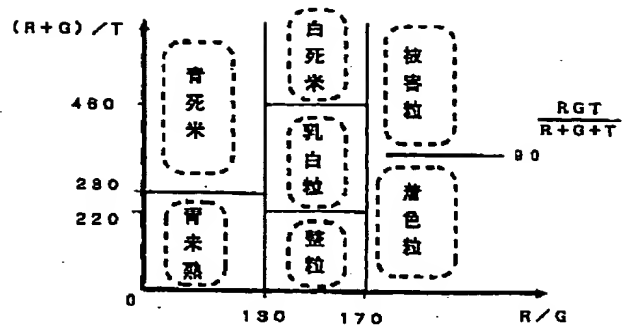 (R+G)/T
青死米
白死米
被害粒
460
乳白粒
RGT
R+G+T
90
280
220
青未熟
整粒
着色粒
0
130
170
R/G